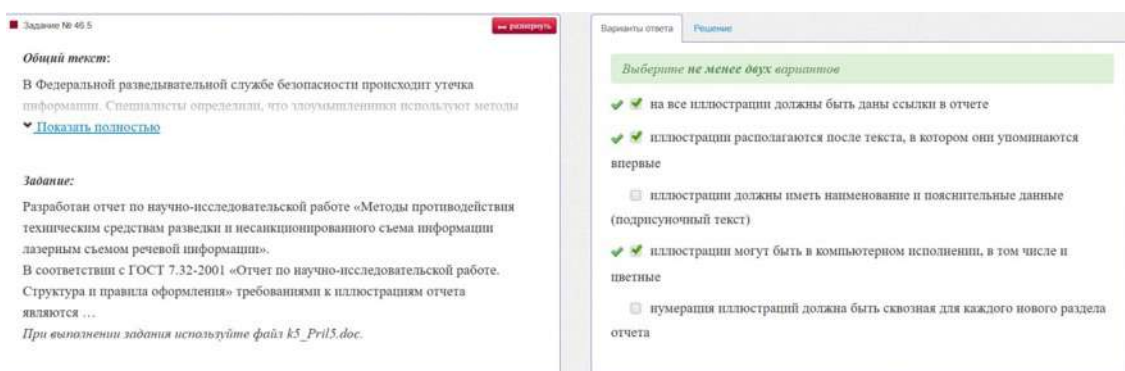 Задание № 46.5
развернуть
Общий текст:
В Федеральной разведывательной службе безопасности происходит утечка
информации. Специалисты определили, что злоумышленники используют методы
Показать полностью
Задание:
Разработан отчет по научно-исследовательской работе «Методы противодействия
техническим средствам разведки и несанкционированного съема информации
лазерным съемом речевой информации».
В соответствии с ГОСТ 7.32-2001 «Отчет по научно-исследовательской работе.
Структура и правила оформления» требованиями к иллюстрациям отчета
являются …
При выполнении задания используйте файл k5_Pril5.doc.
Варианты ответа
Решение
Выберите не менее двух вариантов
на все иллюстрации должны быть даны ссылки в отчете
иллюстрации располагаются после текста, в котором они упоминаются
впервые
иллюстрации должны иметь наименование и пояснительные данные
(подрисуночный текст)
иллюстрации могут быть в компьютерном исполнении, в том числе и
цветные
нумерация иллюстраций должна быть сквозная для каждого нового раздела
отчета